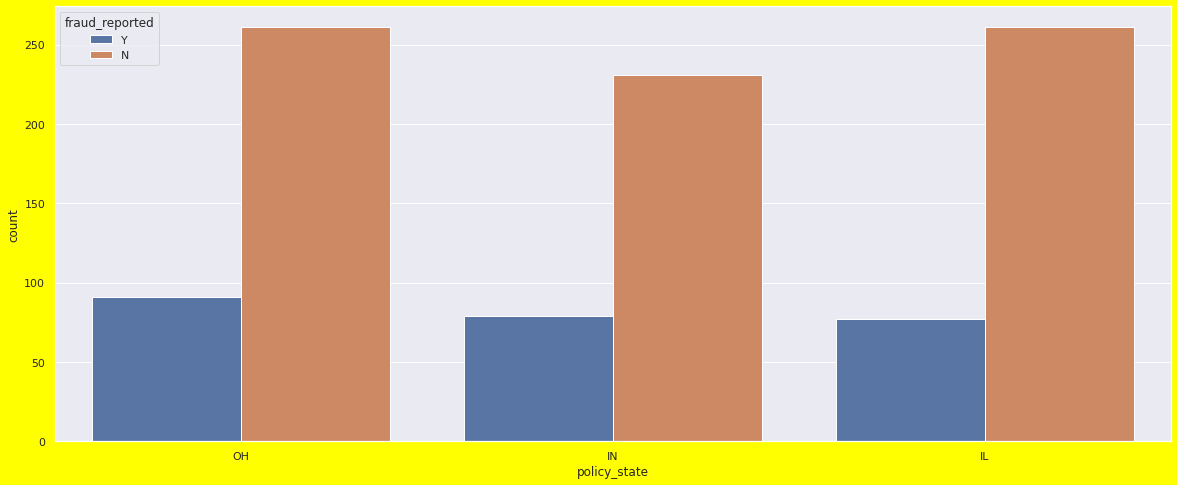 fraud_reported
Y
N
250
200
150
100
50
0
count
OH IN IL
policy_state